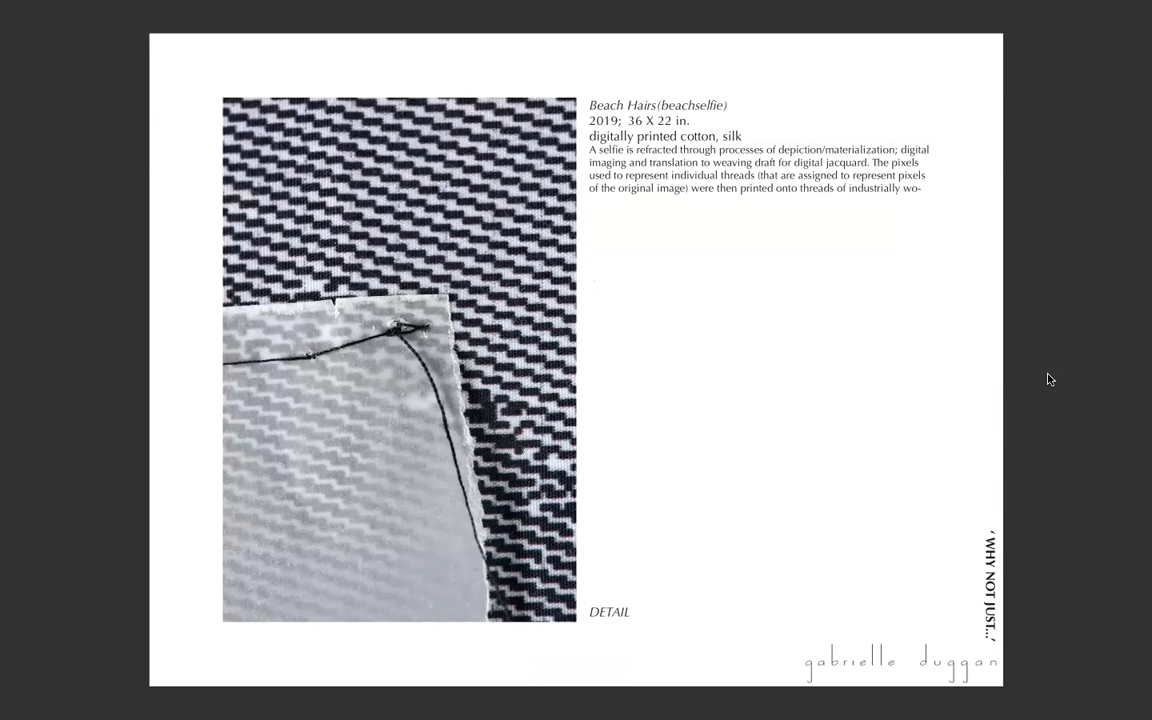 Beach Hairs(beachselfie)
2019; 36 X 22 in.
digitally printed cotton, silk
A selfie is refracted through processes of depiction/materialization; digital
imaging and translation to weaving draft for digital jacquard. The pixels
used to represent individual threads (that are assigned to represent pixels
of the original image) were then printed onto threads of industrially wo-
DETAIL
‘WHY NOT JUST...’
gabrielle duggan